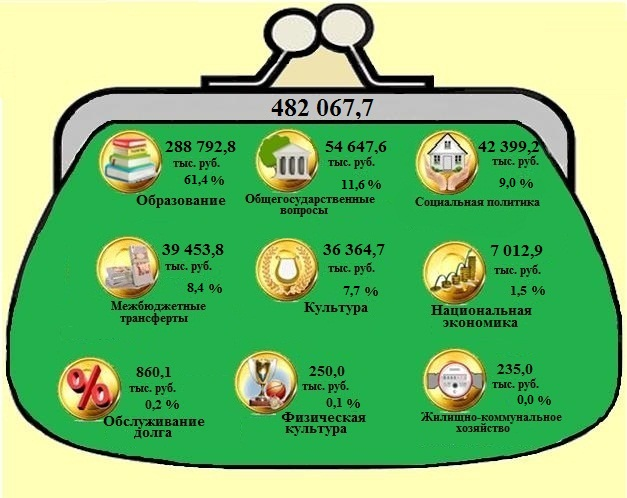 482 067,7
288 792,8
тыс. руб.
61,4 %
Образование
54 647,6
тыс. руб.
11,6 %
Общегосударственные
вопросы
42 399,2
тыс. руб.
9,0 %
Социальная политика
39 453,8
тыс. руб.
8,4 %
Межбюджетные
трансферты
36 364,7
тыс. руб.
7,7 %
Культура
7 012,9
тыс. руб.
1,5 %
Национальная
экономика
860,1
тыс. руб.
0,2 %
Обслуживание
долга
250,0
тыс. руб.
0,1 %
Физическая
культура
235,0
тыс. руб.
0,0 %
Жилищно-коммунальное
хозяйство